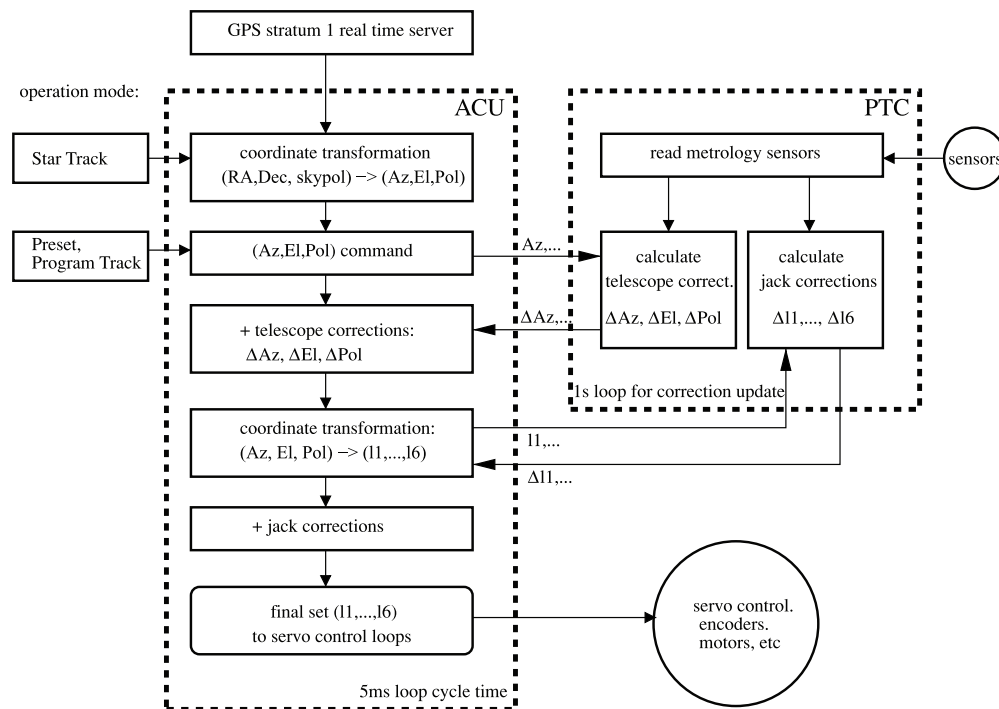 GPS stratum 1 real time server
operation mode:
ACU
PTC
Star Track
coordinate transformation
(RA,Dec, skypol) −> (Az,El,Pol)
read metrology sensors
sensors
Preset,
Program Track
(Az,El,Pol) command
Az,...
calculate
telescope correct.
ΔAz, ΔEl, ΔPol
calculate
jack corrections
Δl1,..., Δl6
+ telescope corrections:
ΔAz, ΔEl, ΔPol
ΔAz,...
1s loop for correction update
coordinate transformation:
(Az, El, Pol) −> (l1,...,l6)
l1,...
Δl1,...
+ jack corrections
final set (l1,...,l6)
to servo control loops
servo control.
encoders.
motors, etc
5ms loop cycle time